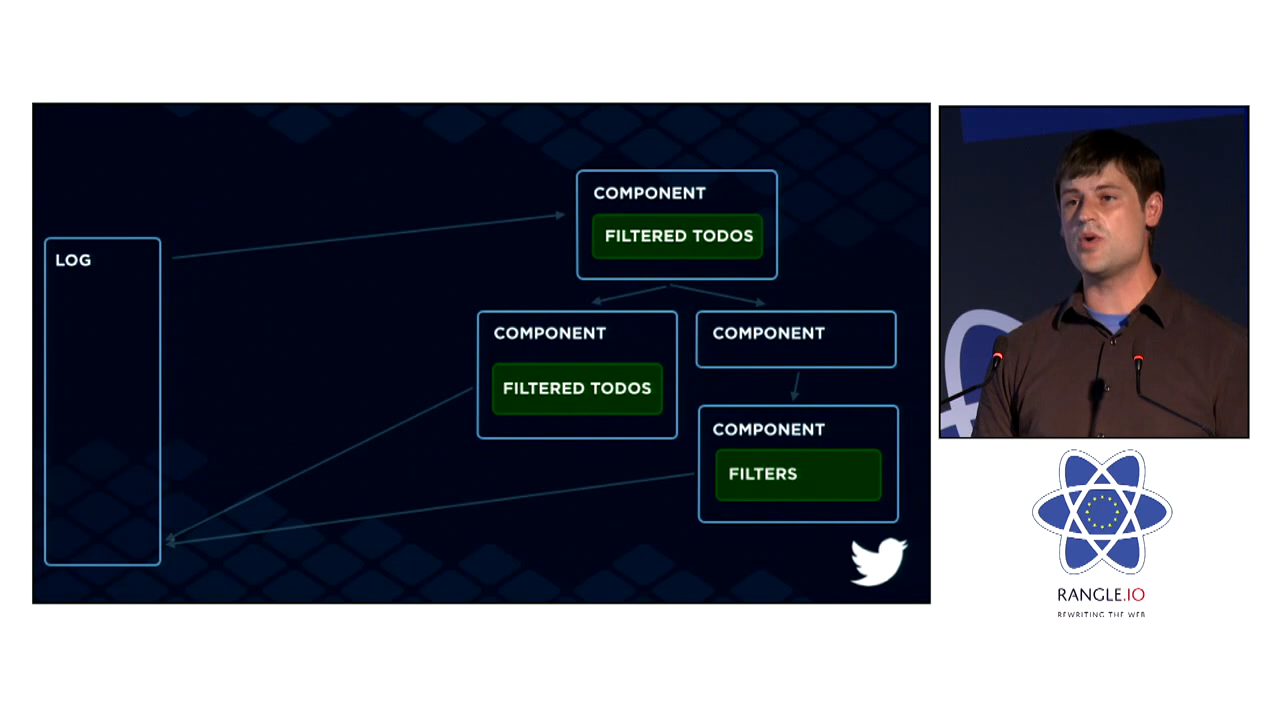 COMPONENT
FILTERED TODOS
LOG
COMPONENT
FILTERED TODOS
COMPONENT
COMPONENT
FILTERS
RANGLE.IO
REWRITING THE WEB